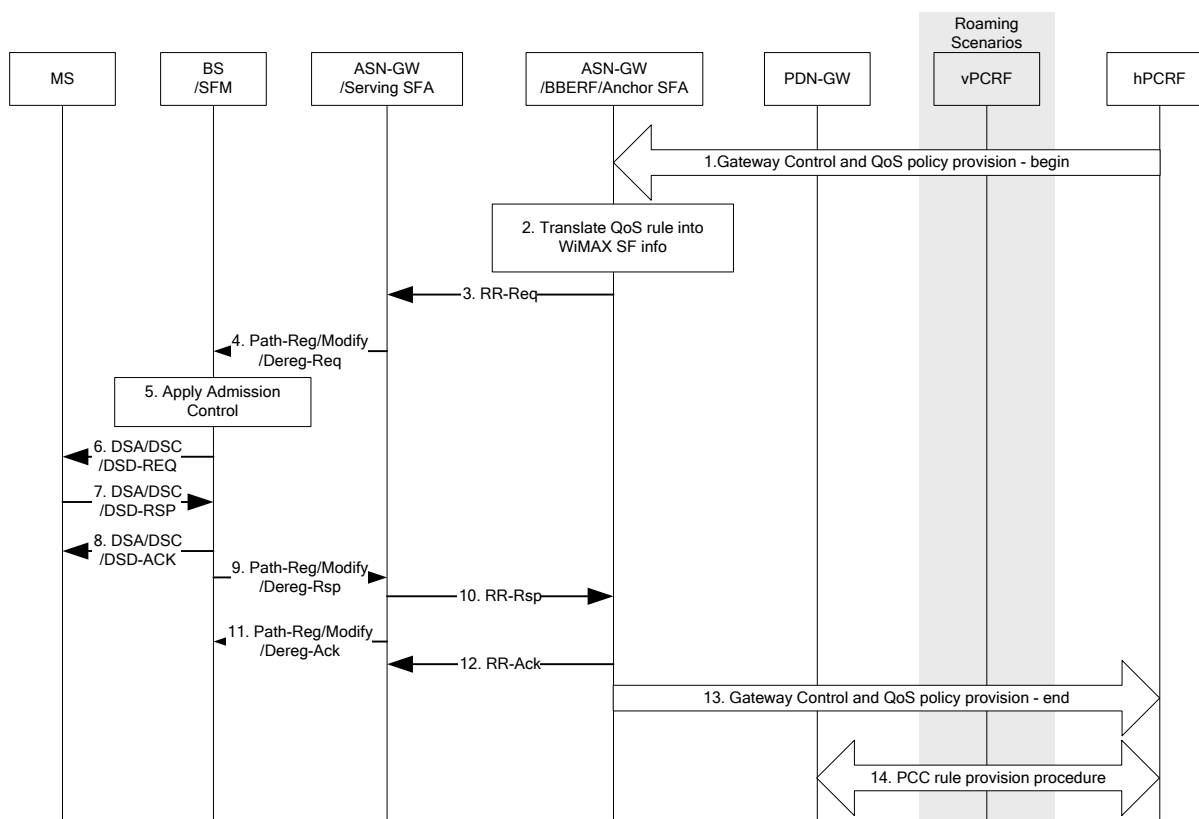 Roaming
Scenarios
MS
BS
/SFM
ASN-GW
/Serving SFA
ASN-GW
/BBERF/Anchor SFA
PDN-GW
vPCRF
hPCRF
1.Gateway Control and QoS policy provision - begin
2. Translate QoS rule into
WiMAX SF info
3. RR-Req
4. Path-Reg/Modify
/Dereg-Req
5. Apply Admission
Control
6. DSA/DSC
/DSD-REQ
7. DSA/DSC
/DSD-RSP
8. DSA/DSC
/DSD-ACK
9. Path-Reg/Modify
/Dereg-Rsp
10. RR-Rsp
11. Path-Reg/Modify
/Dereg-Ack
12. RR-Ack
13. Gateway Control and QoS policy provision - end
14. PCC rule provision procedure